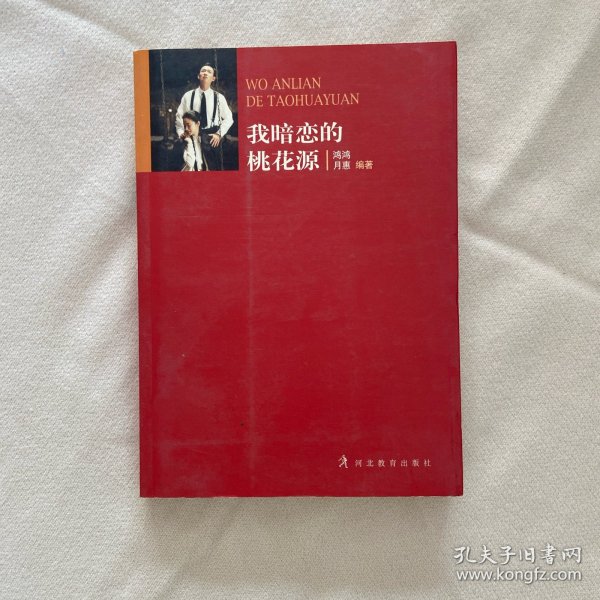 WO ANLIAN
DE TAOHUAYUAN
我暗恋的
桃花源
鸿鸿
月惠 编著
河北教育出版社
孔夫子旧书网
www.kongfz.com